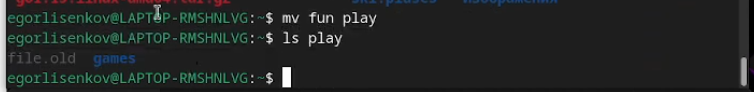 egorlisenkov@LAPTOP-RMSHNLVG:~$ mv fun play
egorlisenkov@LAPTOP-RMSHNLVG:~$ ls play
file.old games
egorlisenkov@LAPTOP-RMSHNLVG:~$